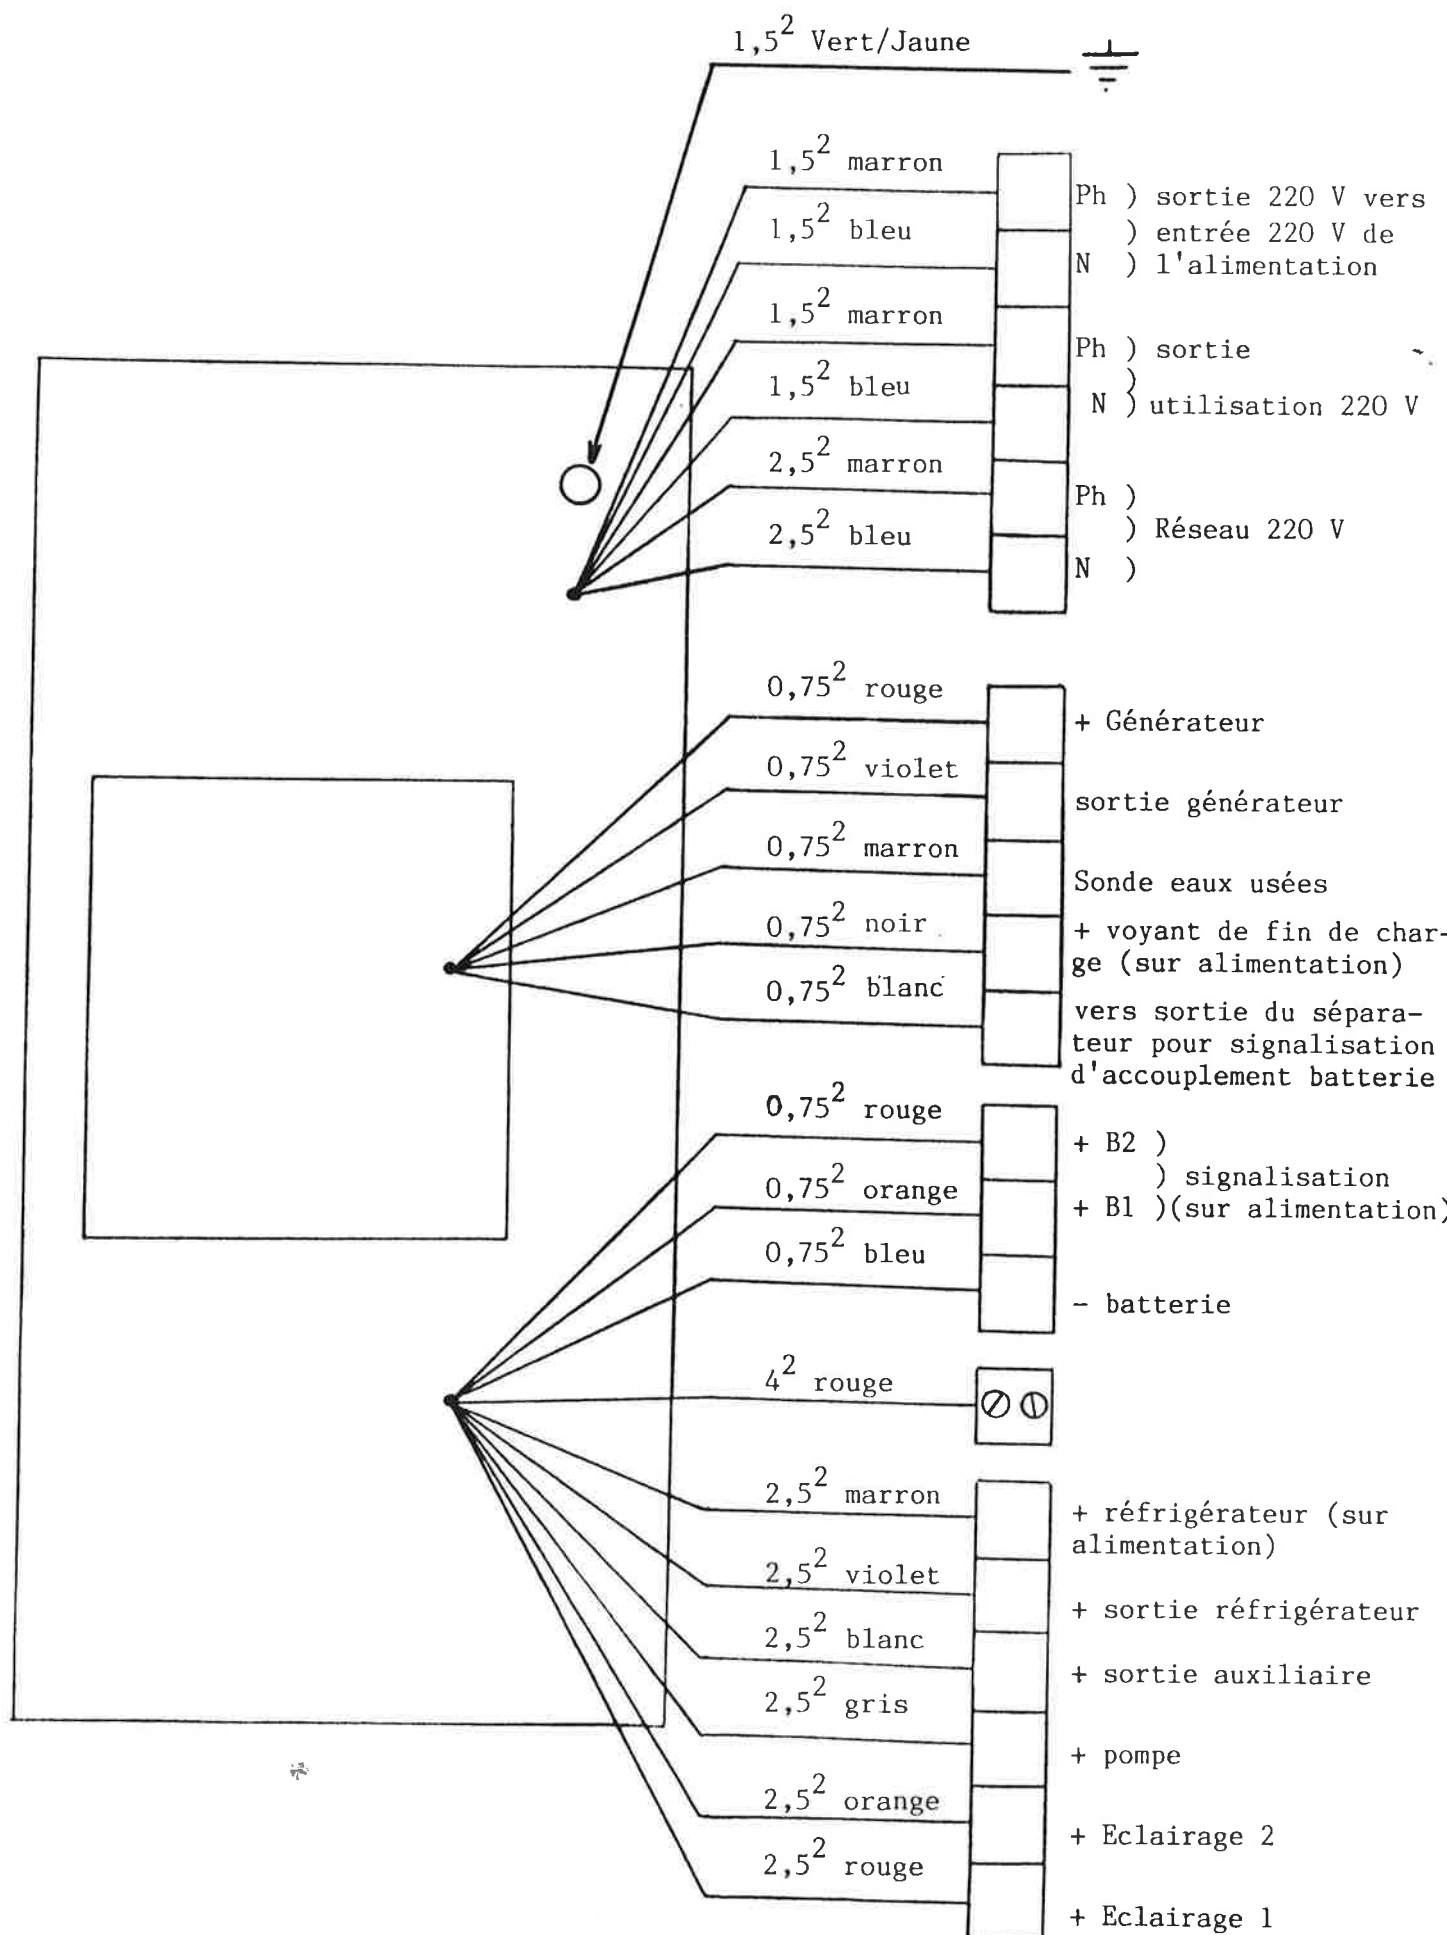 1,5² Vert/Jaune
1,5² marron
Ph ) sortie 220 V vers
1,5² bleu
) entrée 220 V de
N ) l'alimentation
1,5² marron
Ph ) sortie
)
1,5² bleu
N ) utilisation 220 V
2,5² marron
Ph )
) Réseau 220 V
2,5² bleu
N )
0,75² rouge
+ Générateur
0,75² violet
sortie générateur
0,75² marron
Sonde eaux usées
0,75² noir
+ voyant de fin de char-
ge (sur alimentation)
0,75² blanc
vers sortie du sépara-
teur pour signalisation
d'accouplement batterie
0,75² rouge
+ B2 )
) signalisation
0,75² orange
+ B1 )(sur alimentation)
0,75² bleu
- batterie
4² rouge
2,5² marron
+ réfrigérateur (sur
alimentation)
2,5² violet
+ sortie réfrigérateur
2,5² blanc
+ sortie auxiliaire
2,5² gris
+ pompe
2,5² orange
+ Eclairage 2
2,5² rouge
+ Eclairage 1